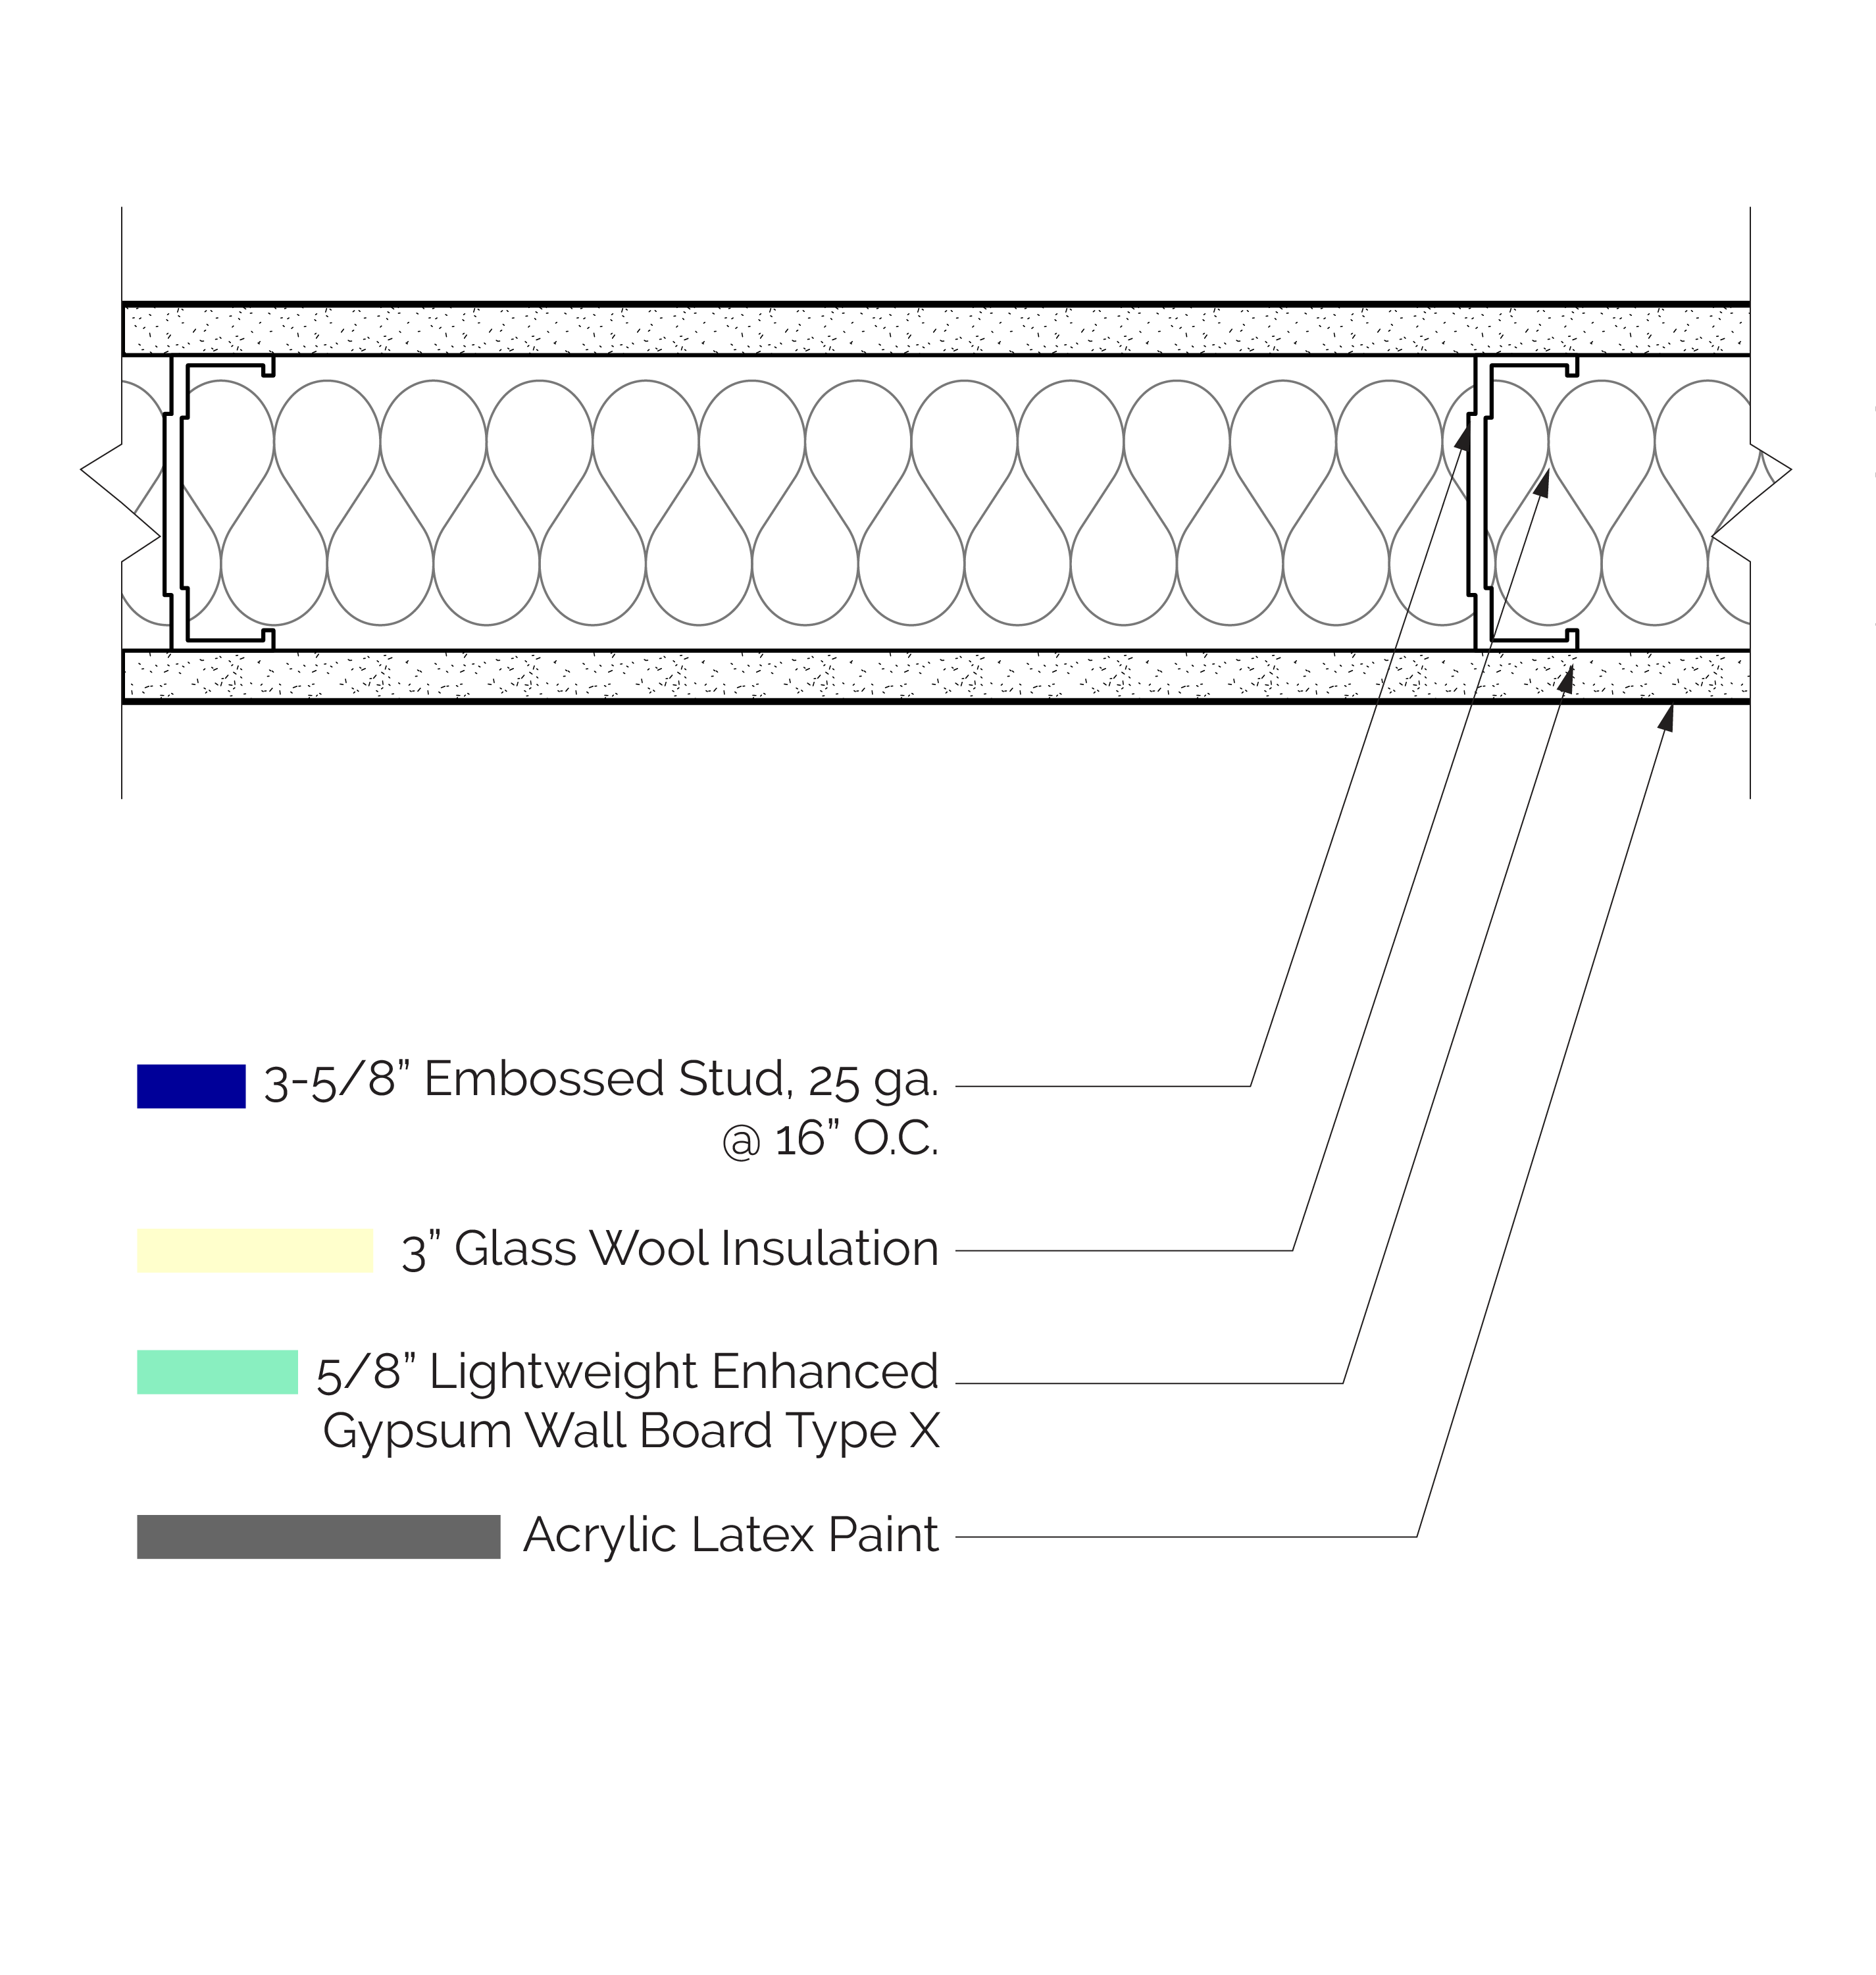 3-5/8” Embossed Stud, 25 ga.
@ 16” O.C.
3” Glass Wool Insulation
5/8” Lightweight Enhanced
Gypsum Wall Board Type X
Acrylic Latex Paint